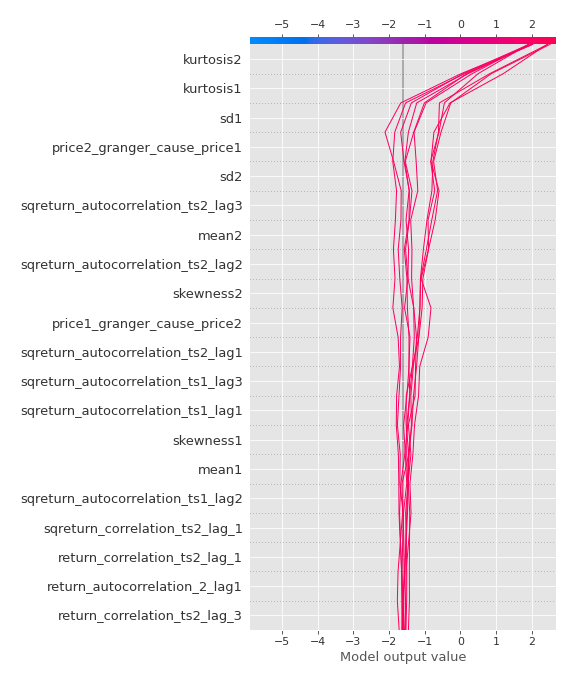 −5 −4 −3 −2 −1 0 1 2
kurtosis2
kurtosis1
sd1
price2_granger_cause_price1
sd2
sqreturn_autocorrelation_ts2_lag3
mean2
sqreturn_autocorrelation_ts2_lag2
skewness2
price1_granger_cause_price2
sqreturn_autocorrelation_ts2_lag1
sqreturn_autocorrelation_ts1_lag3
sqreturn_autocorrelation_ts1_lag1
skewness1
mean1
sqreturn_autocorrelation_ts1_lag2
sqreturn_correlation_ts2_lag_1
return_correlation_ts2_lag_1
return_autocorrelation_2_lag1
return_correlation_ts2_lag_3
−5 −4 −3 −2 −1 0 1 2
Model output value